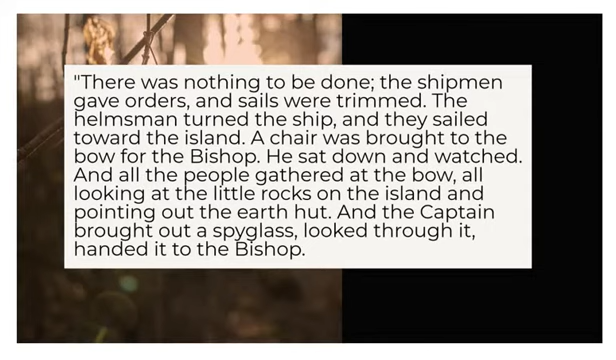 "There was nothing to be done; the shipmen
gave orders, and sails were trimmed. The
helmsman turned the ship, and they sailed
toward the island. A chair was brought to the
bow for the Bishop. He sat down and watched.
And all the people gathered at the bow, all
looking at the little rocks on the island and
pointing out the earth hut. And the Captain
brought out a spyglass, looked through it,
handed it to the Bishop.